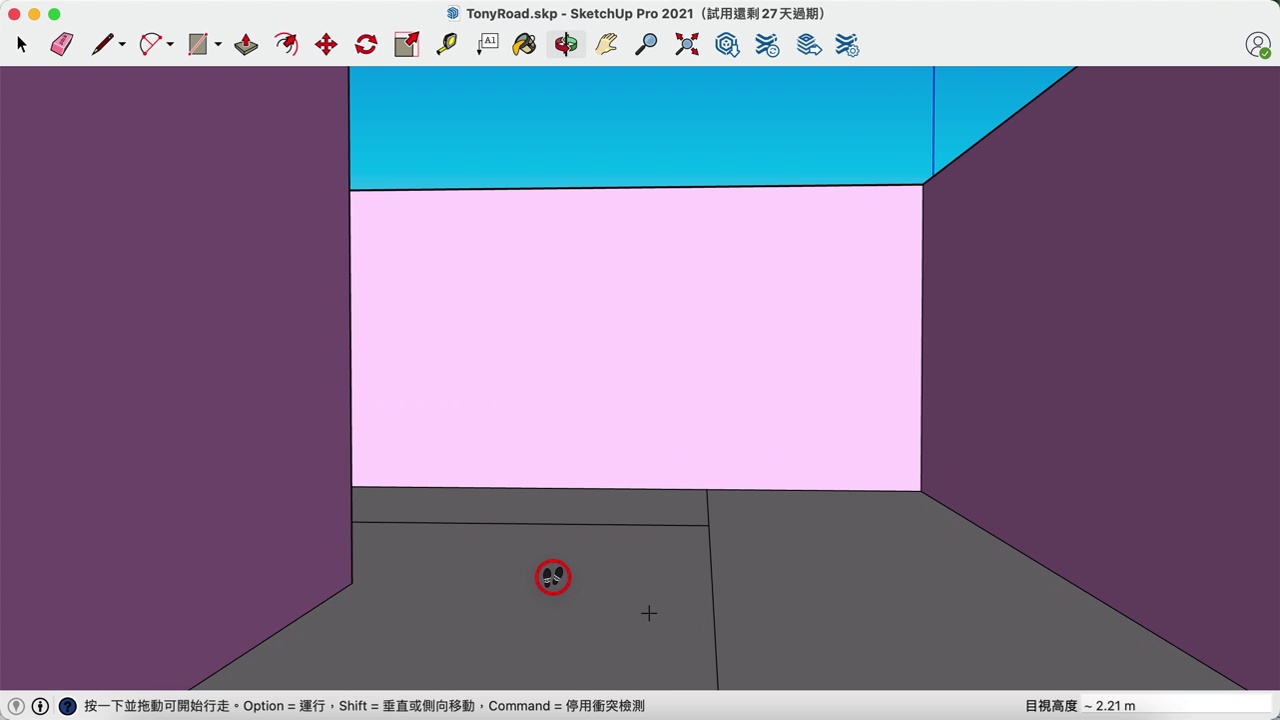 TonyRoad.skp - SketchUp Pro 2021（試用還剩 27 天過期）
A1
按一下並拖動可開始行走。Option = 運行，Shift = 垂直或側向移動，Command = 停用衝突檢測
目視高度 ~ 2.21 m